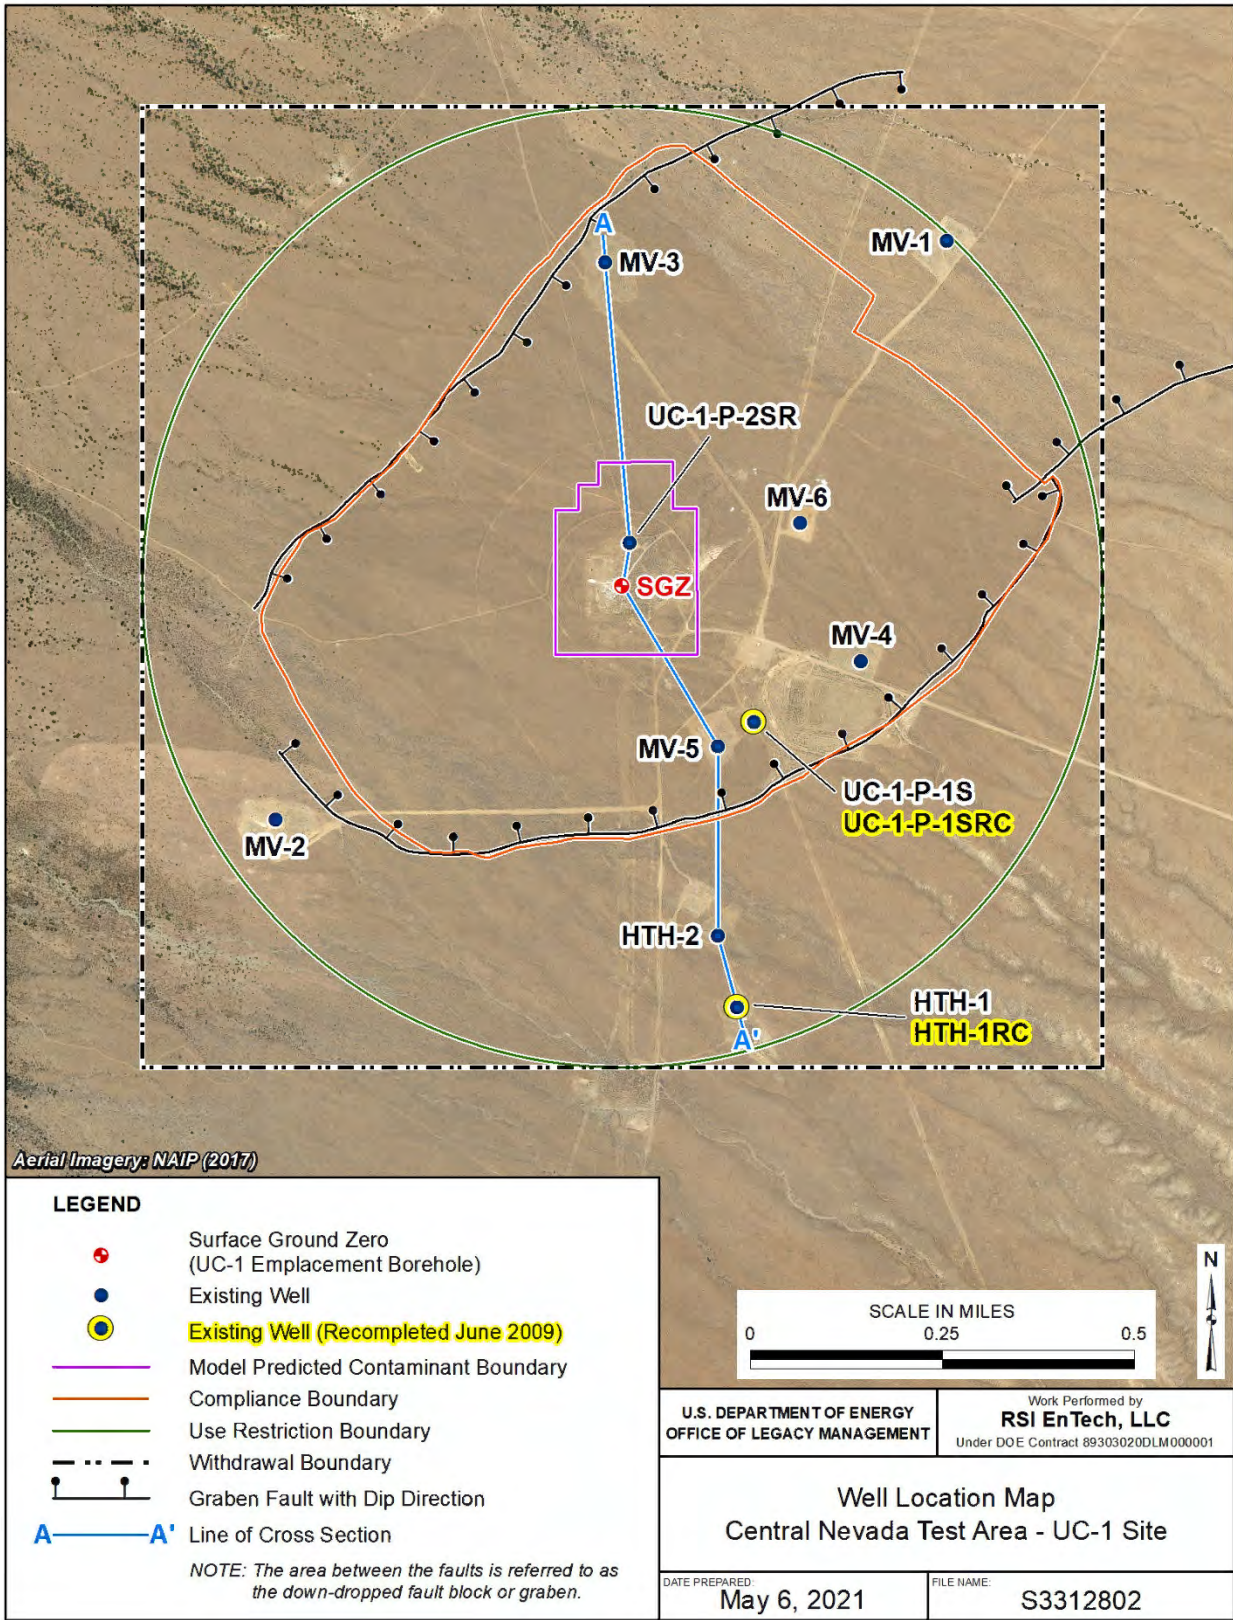 A
MV-1
MV-3
UC-1-P-2SR
MV-6
SGZ
MV-4
MV-5
UC-1-P-1S
UC-1-P-1SRC
MV-2
HTH-2
HTH-1
HTH-1RC
A'
Aerial Imagery: NAIP (2017)
LEGEND
Surface Ground Zero
(UC-1 Emplacement Borehole)
Existing Well
Existing Well (Recompleted June 2009)
Model Predicted Contaminant Boundary
Compliance Boundary
Use Restriction Boundary
Withdrawal Boundary
Graben Fault with Dip Direction
A A' Line of Cross Section
NOTE: The area between the faults is referred to as
the down-dropped fault block or graben.
N
SCALE IN MILES
0 0.25 0.5
U.S. DEPARTMENT OF ENERGY
OFFICE OF LEGACY MANAGEMENT
Work Performed by
RSI EnTech, LLC
Under DOE Contract 89303020DLM000001
Well Location Map
Central Nevada Test Area - UC-1 Site
DATE PREPARED:
May 6, 2021
FILE NAME:
S3312802